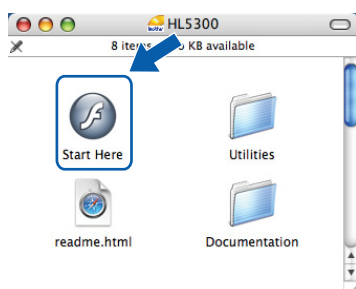 HL5300
8 items KB available
Start Here
Utilities
readme.html
Documentation